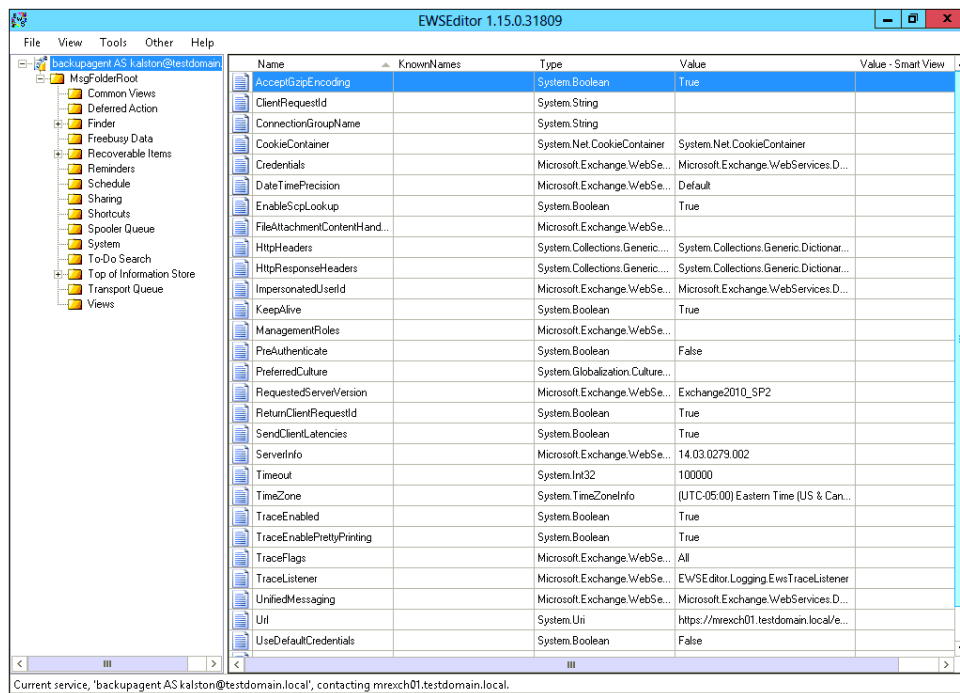 EWSEditor 1.15.0.31809
File View Tools Other Help
backupagent AS kalston@testdomain.
MsgFolderRoot
Common Views
Deferred Action
Finder
Freebusy Data
Recoverable Items
Reminders
Schedule
Sharing
Shortcuts
Spooler Queue
System
To-Do Search
Top of Information Store
Transport Queue
Views
Name KnownNames Type Value Value - Smart View
AcceptGzipEncoding System.Boolean True
ClientRequestId System.String
ConnectionGroupName System.String
CookieContainer System.Net.CookieContainer System.Net.CookieContainer
Credentials Microsoft.Exchange.WebSe... Microsoft.Exchange.WebServices.D...
DateTimePrecision Microsoft.Exchange.WebSe... Default
EnableScpLookup System.Boolean True
FileAttachmentContentHand... Microsoft.Exchange.WebSe...
HttpHeaders System.Collections.Generic.... System.Collections.Generic.Dictionar...
HttpResponseHeaders System.Collections.Generic.... System.Collections.Generic.Dictionar...
ImpersonatedUserId Microsoft.Exchange.WebSe... Microsoft.Exchange.WebServices.D...
KeepAlive System.Boolean True
ManagementRoles Microsoft.Exchange.WebSe...
PreAuthenticate System.Boolean False
PreferredCulture System.Globalization.Culture...
RequestedServerVersion Microsoft.Exchange.WebSe... Exchange2010_SP2
ReturnClientRequestId System.Boolean True
SendClientLatencies System.Boolean True
ServerInfo Microsoft.Exchange.WebSe... 14.03.0279.002
Timeout System.Int32 100000
TimeZone System.TimeZoneInfo (UTC-05:00) Eastern Time (US & Can...
TraceEnabled System.Boolean True
TraceEnablePrettyPrinting System.Boolean True
TraceFlags Microsoft.Exchange.WebSe... All
TraceListener Microsoft.Exchange.WebSe... EWSEditor.Logging.EwsTraceListener
UnifiedMessaging Microsoft.Exchange.WebSe... Microsoft.Exchange.WebServices.D...
Url System.Uri https://mrexch01.testdomain.local/e...
UseDefaultCredentials System.Boolean False
Current service, 'backupagent AS kalston@testdomain.local', contacting mrexch01.testdomain.local.